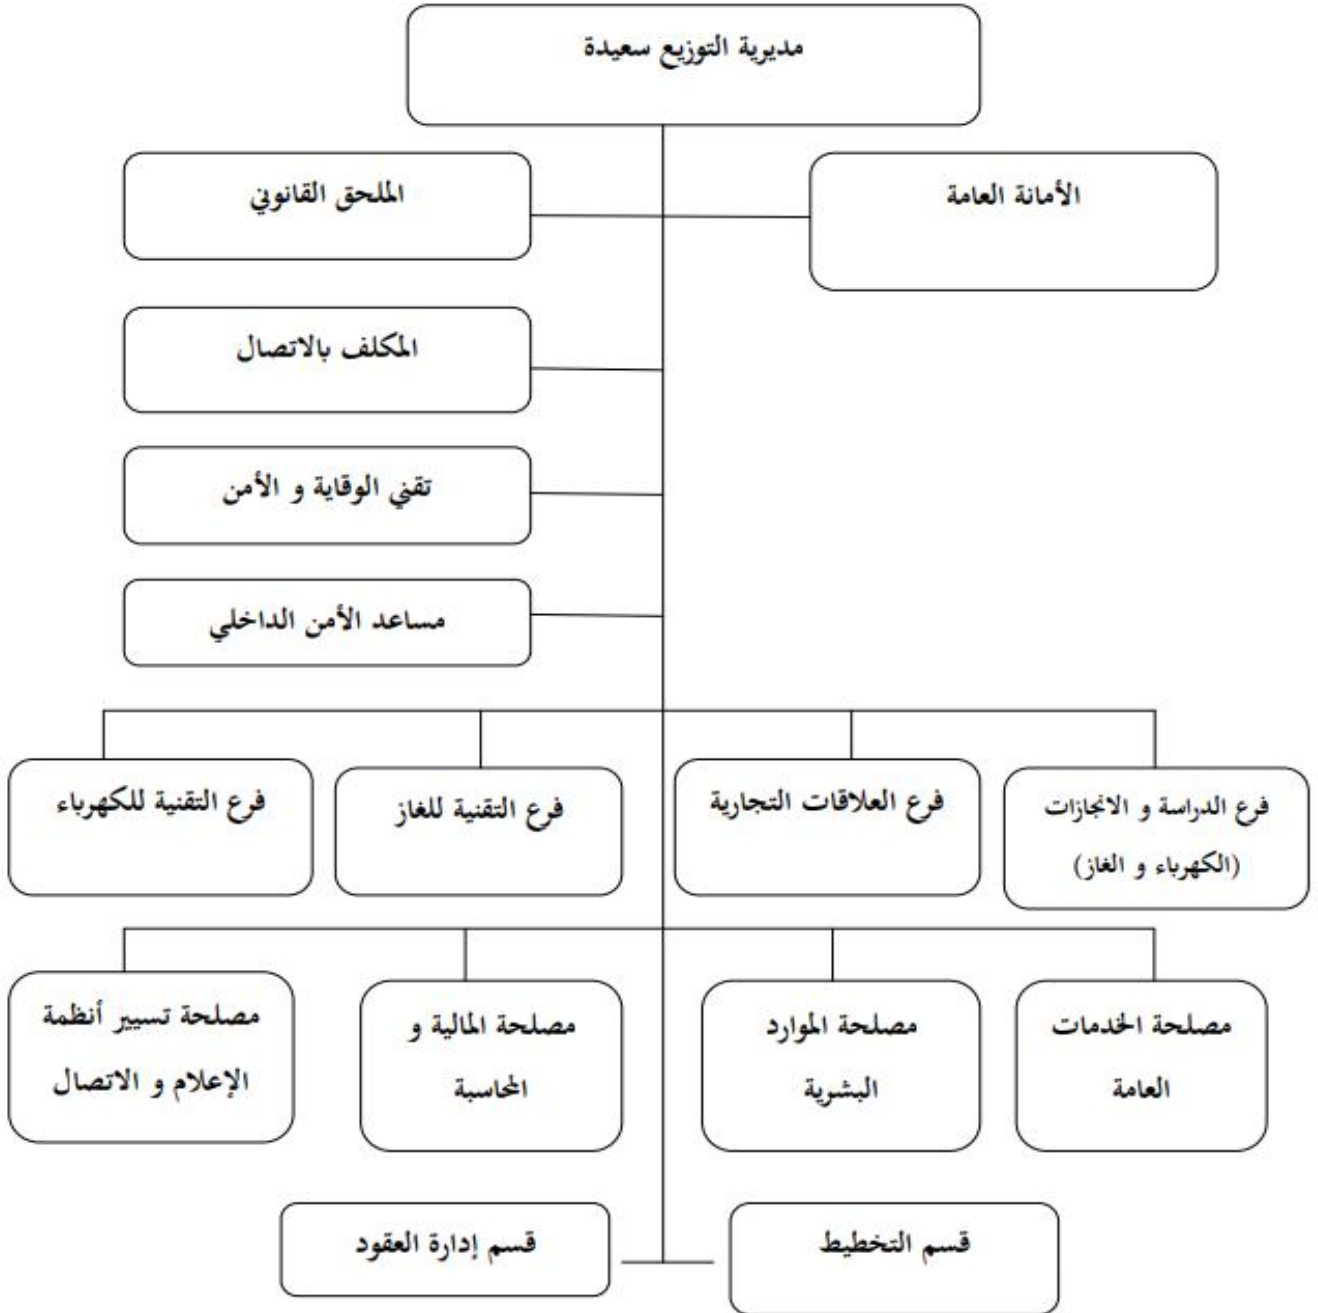 مديرية التوزيع سعيدة
الأمانة العامة
الملحق القانوني
المكلف بالاتصال
تقني الوقاية و الأمن
مساعد الأمن الداخلي
فرع الدراسة و الانجازات
(الكهرباء و الغاز)
فرع العلاقات التجارية
فرع التقنية للغاز
فرع التقنية للكهرباء
مصلحة الخدمات
العامة
مصلحة الموارد
البشرية
مصلحة المالية و
المحاسبة
مصلحة تسيير أنظمة
الإعلام و الاتصال
قسم التخطيط
قسم إدارة العقود